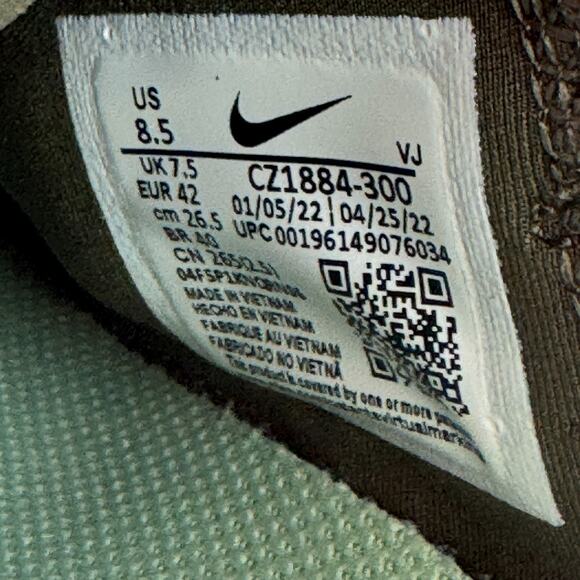 US
8.5
VJ
UK 7.5
EUR 42
cm 26.5
BR 40
CN 265(2.5)
CZ1884-300
01/05/22 | 04/25/22
UPC 00196149076034
MADE IN VIETNAM
HECHO EN VIETNAM
FABRIQUE AU VIETNAM
FABRICADO NO VIETNÃ
This product is covered by one or more